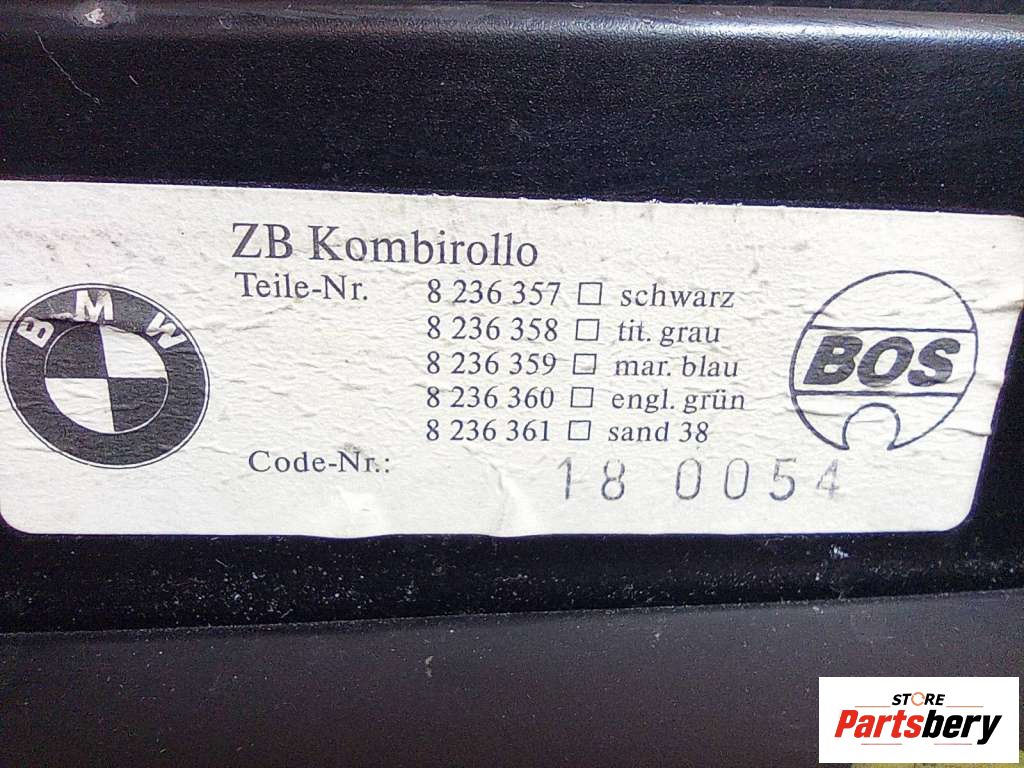 ZB Kombirollo
Teile-Nr. 8 236 357 □ schwarz
8 236 358 □ tit. grau
8 236 359 □ mar. blau
8 236 360 □ engl. grün
8 236 361 □ sand 38
Code-Nr.: 18 0054
BMW
BOS
STORE
Partsbery